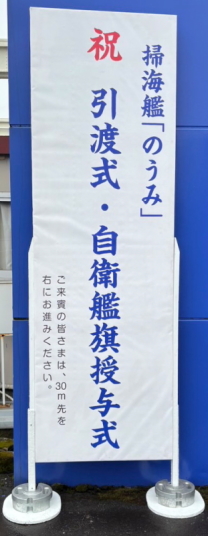 掃海艦「のうみ」
祝 引渡式・自衛艦旗授与式
ご来賓の皆さまは、30m先を
右にお進みください。